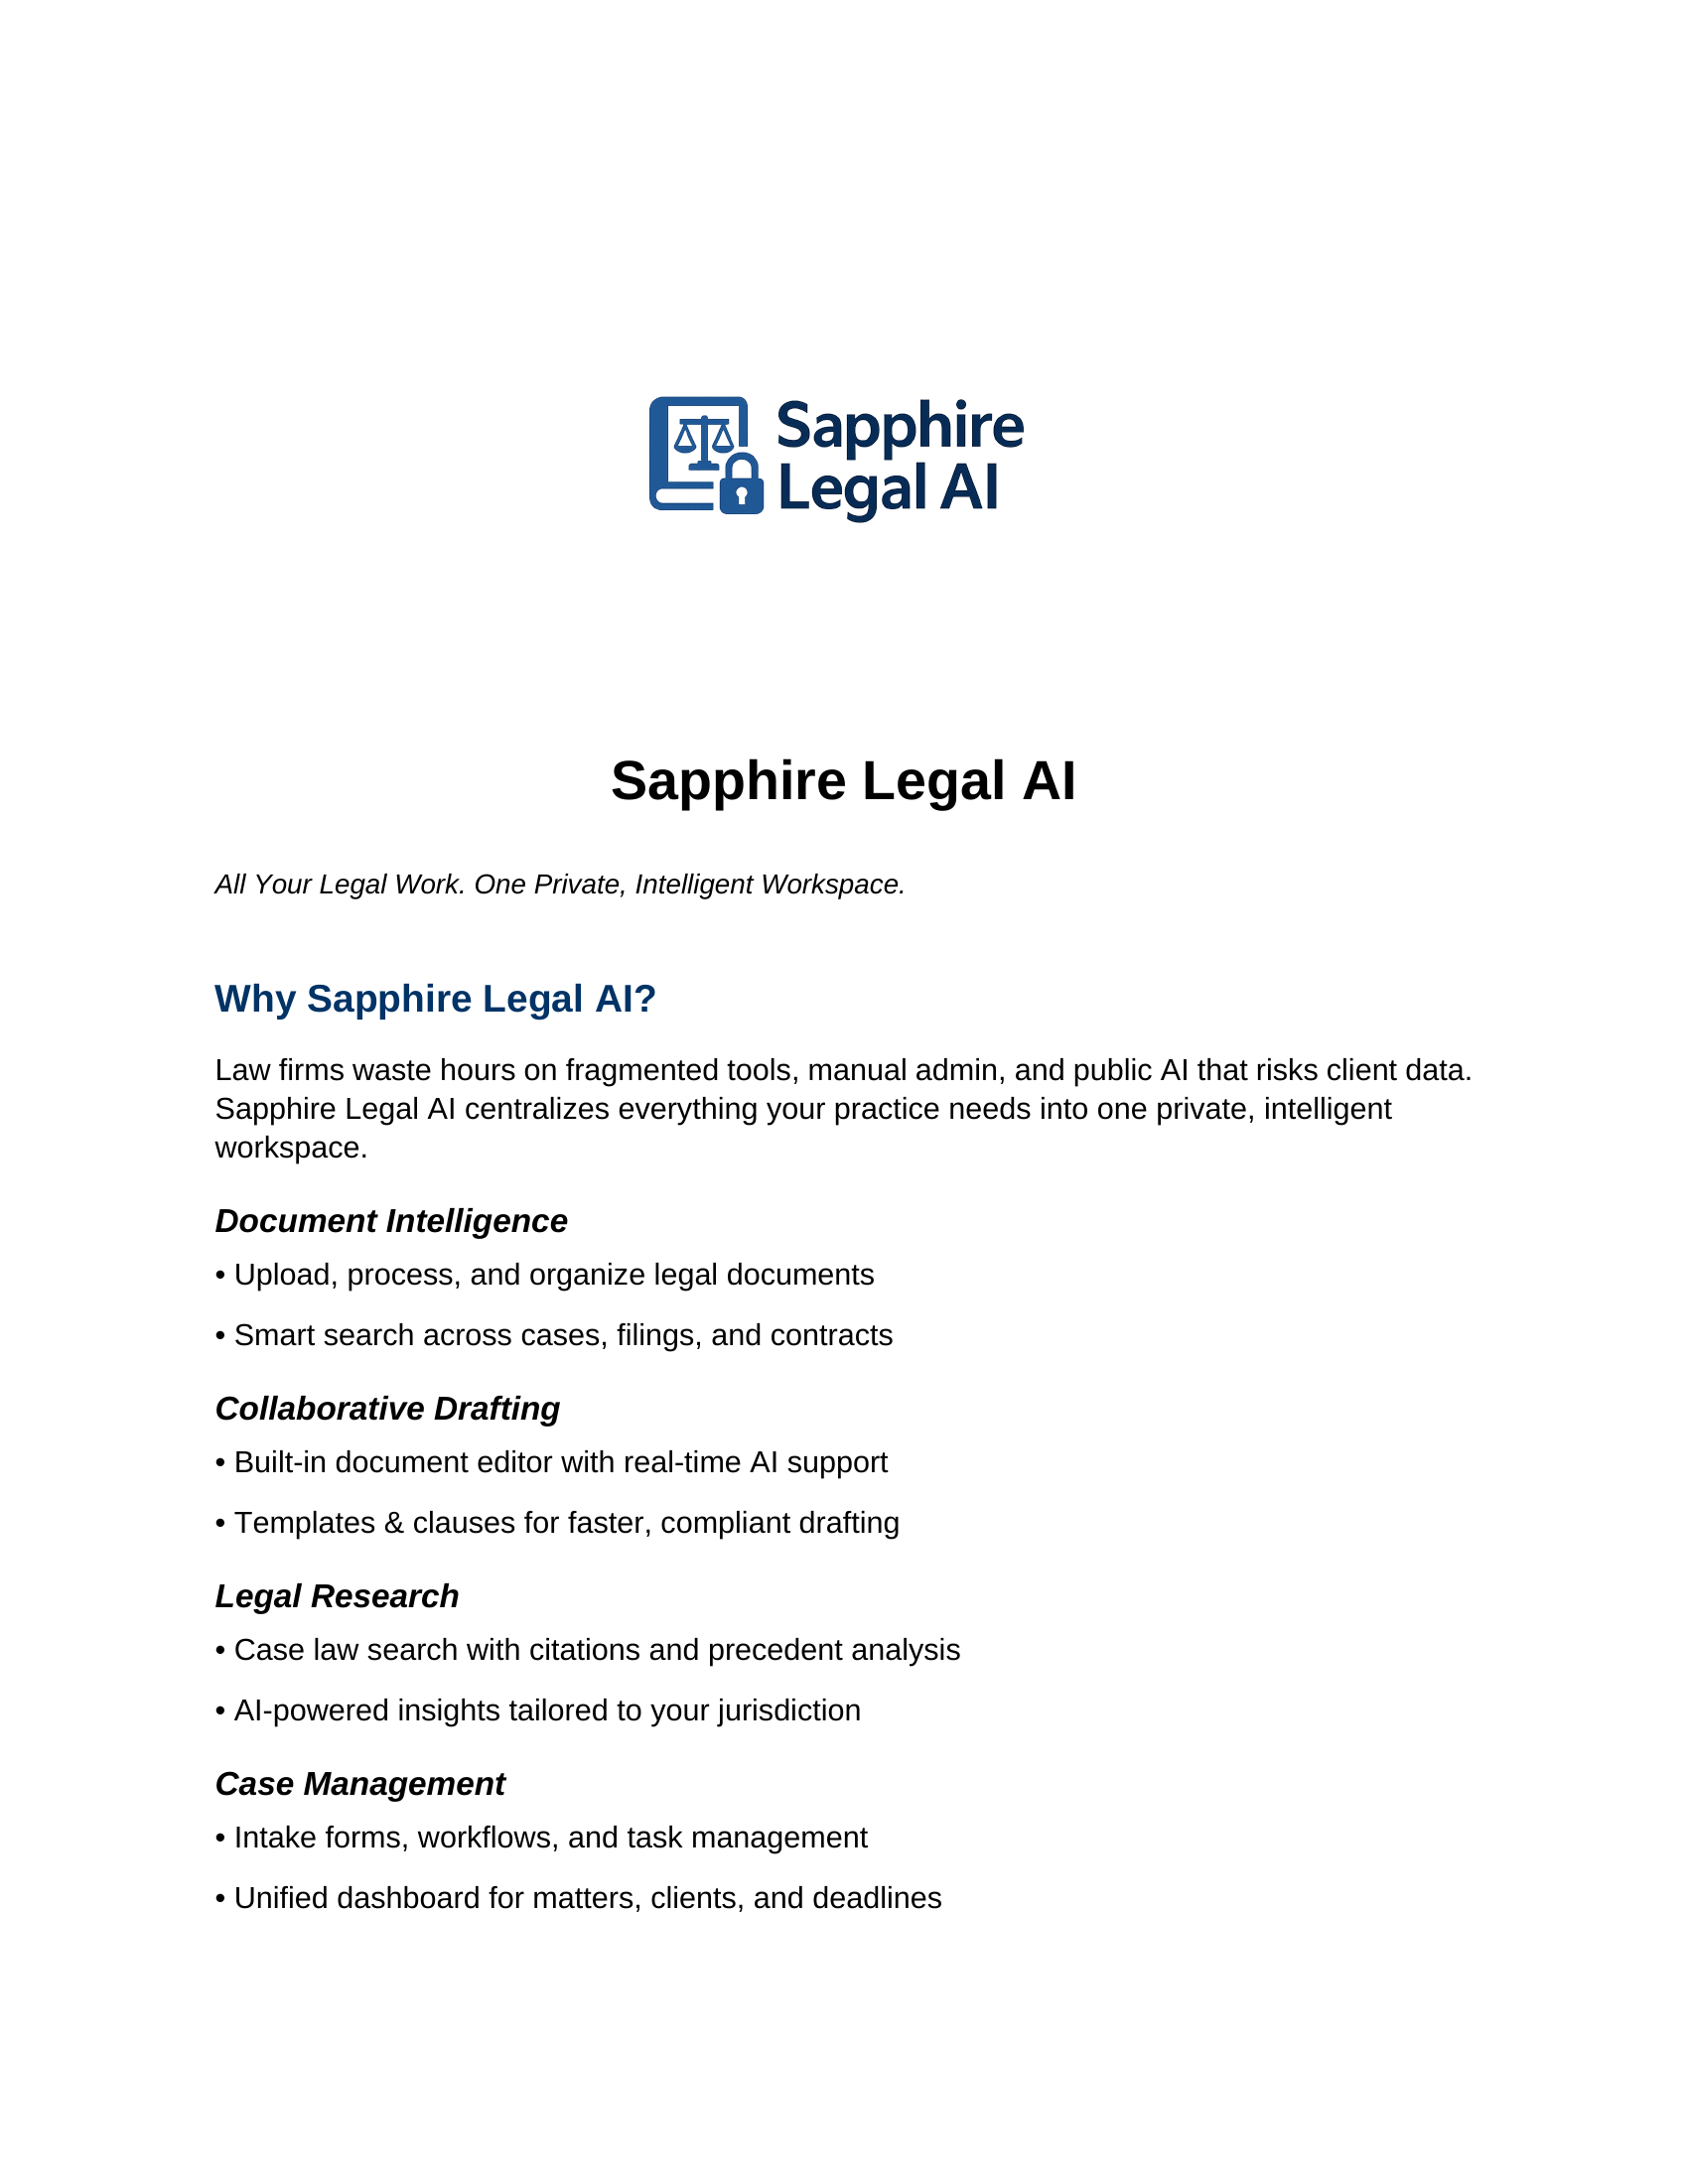 Sapphire
Legal AI
Sapphire Legal AI
All Your Legal Work. One Private, Intelligent Workspace.
Why Sapphire Legal AI?
Law firms waste hours on fragmented tools, manual admin, and public AI that risks client data.
Sapphire Legal AI centralizes everything your practice needs into one private, intelligent
workspace.
Document Intelligence
• Upload, process, and organize legal documents
• Smart search across cases, filings, and contracts
Collaborative Drafting
• Built-in document editor with real-time AI support
• Templates & clauses for faster, compliant drafting
Legal Research
• Case law search with citations and precedent analysis
• AI-powered insights tailored to your jurisdiction
Case Management
• Intake forms, workflows, and task management
• Unified dashboard for matters, clients, and deadlines